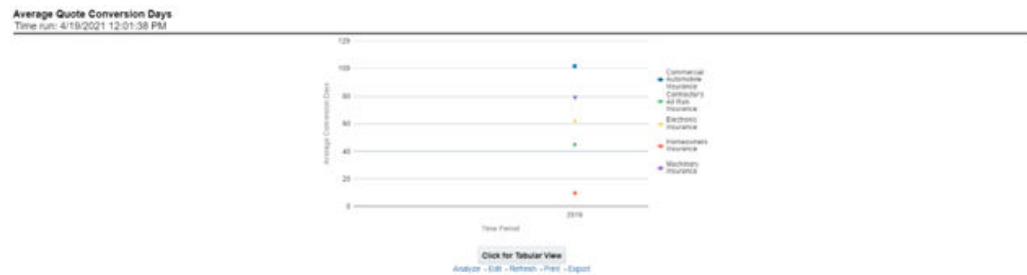 Average Quote Conversion Days
Time run: 4/19/2021 12:01:38 PM
120
100
80
60
40
20
0
Average Conversion Days
2019
Time Period
Commercial
Automobile
Insurance
Contractor's
All Risk
Insurance
Electronic
Insurance
Homeowners
Insurance
Machinery
Insurance
Click for Tabular View
Analyze - Edit - Refresh - Print - Export